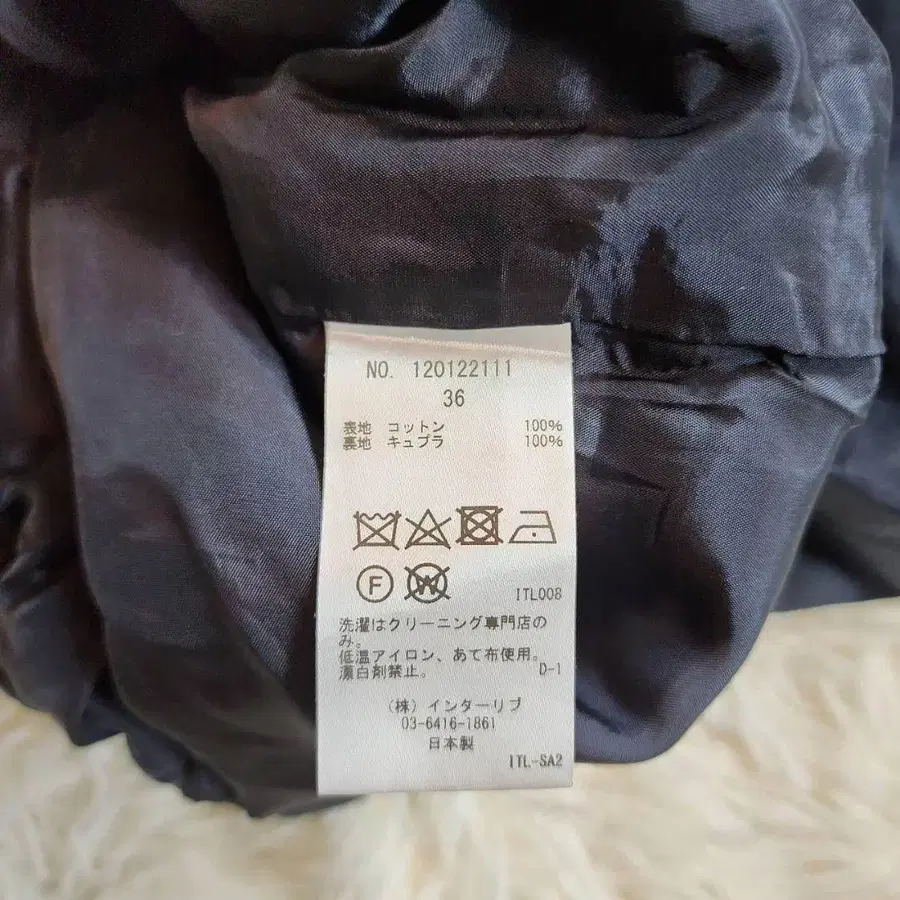 NO. 120122111
36
表地 コットン 100%
裏地 キュプラ 100%
F W
ITL008
洗濯はクリーニング専門店の
み。
低温アイロン、あて布使用。
漂白剤禁止。 D-1
(株) インターリブ
03-6416-1861
日本製
ITL-SA2